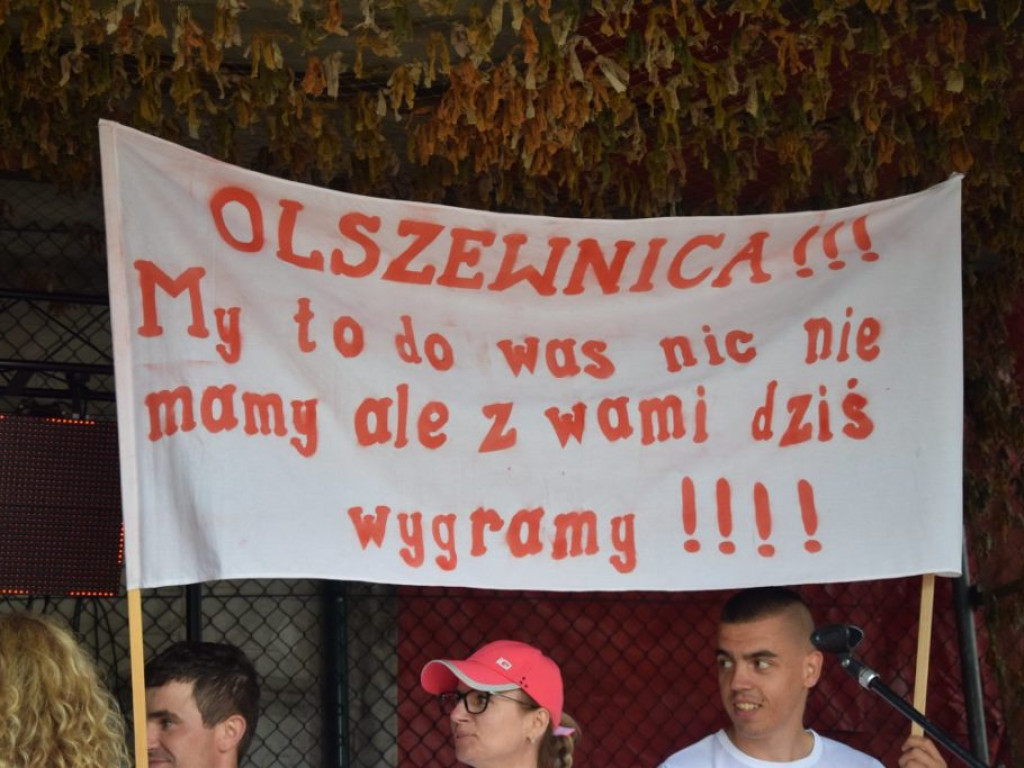 OLSZEWNICA!!!
My to do was nic nie
mamy ale z wami dziś
wygramy !!!!